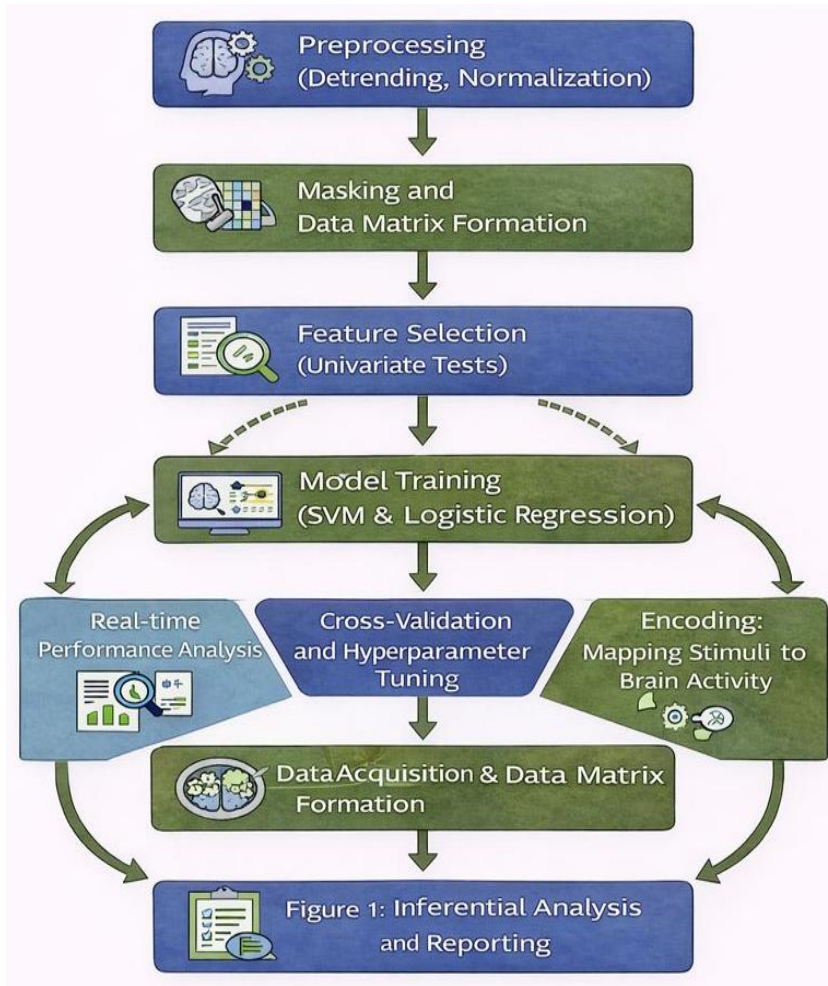 Preprocessing
(Detrending, Normalization)
Masking and
Data Matrix Formation
Feature Selection
(Univariate Tests)
Model Training
(SVM & Logistic Regression)
Real-time
Performance Analysis
Cross-Validation
and Hyperparameter
Tuning
Encoding:
Mapping Stimuli to
Brain Activity
Data Acquisition & Data Matrix
Formation
Figure 1: Inferential Analysis
and Reporting